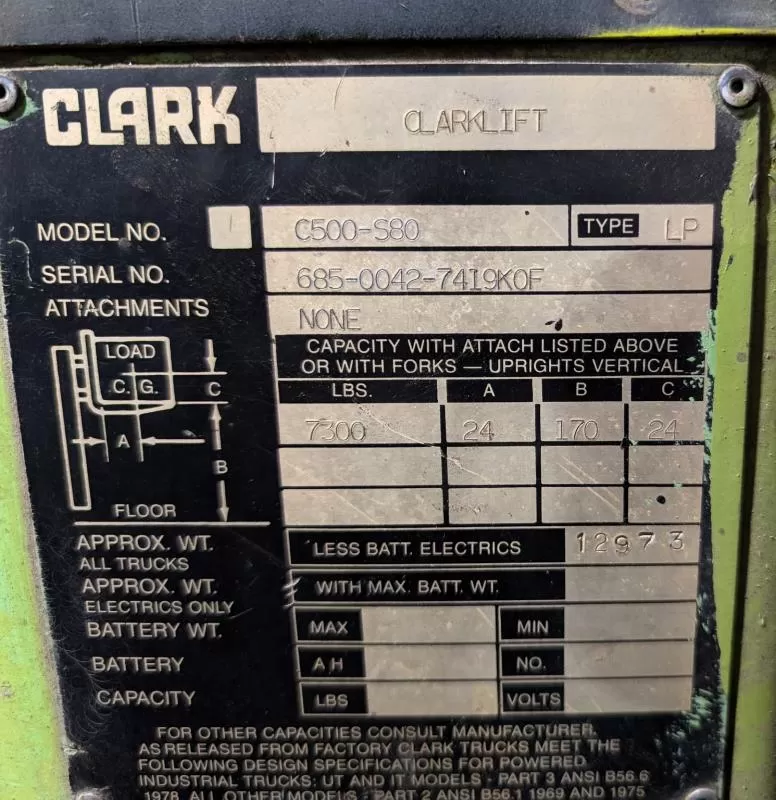 CLARK CLARKLIFT
MODEL NO. C500-S80 TYPE LP
SERIAL NO. 685-0042-7419KOF
ATTACHMENTS NONE
CAPACITY WITH ATTACH LISTED ABOVE
OR WITH FORKS — UPRIGHTS VERTICAL
LOAD
C. G.
C
A
B
FLOOR
LBS. A B C
7300 24 170 24
APPROX. WT. LESS BATT. ELECTRICS 12973
ALL TRUCKS
APPROX. WT. WITH MAX. BATT. WT.
ELECTRICS ONLY
BATTERY WT. MAX MIN
BATTERY A H NO.
CAPACITY LBS VOLTS
FOR OTHER CAPACITIES CONSULT MANUFACTURER.
AS RELEASED FROM FACTORY CLARK TRUCKS MEET THE
FOLLOWING DESIGN SPECIFICATIONS FOR POWERED
INDUSTRIAL TRUCKS: UT AND IT MODELS - PART 3 ANSI B56.6
1978. ALL OTHER MODELS - PART 2 ANSI B56.1 1969 AND 1975